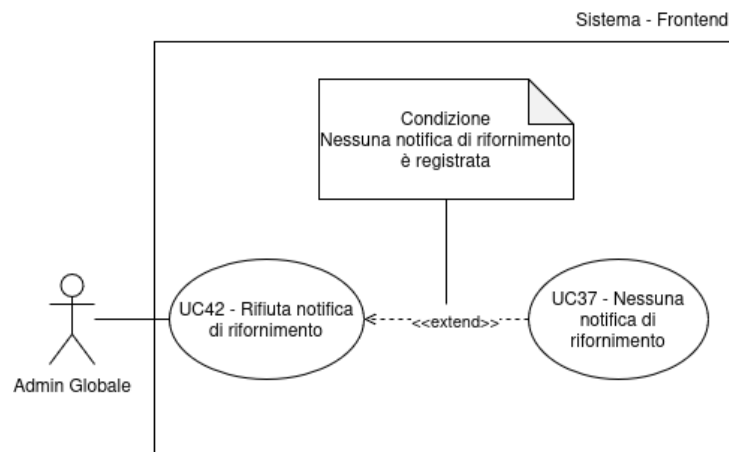 Sistema - Frontend
Condizione
Nessuna notifica di rifornimento
è registrata
UC42 - Rifiuta notifica
di rifornimento
<<extend>>
UC37 - Nessuna
notifica di
rifornimento
Admin Globale